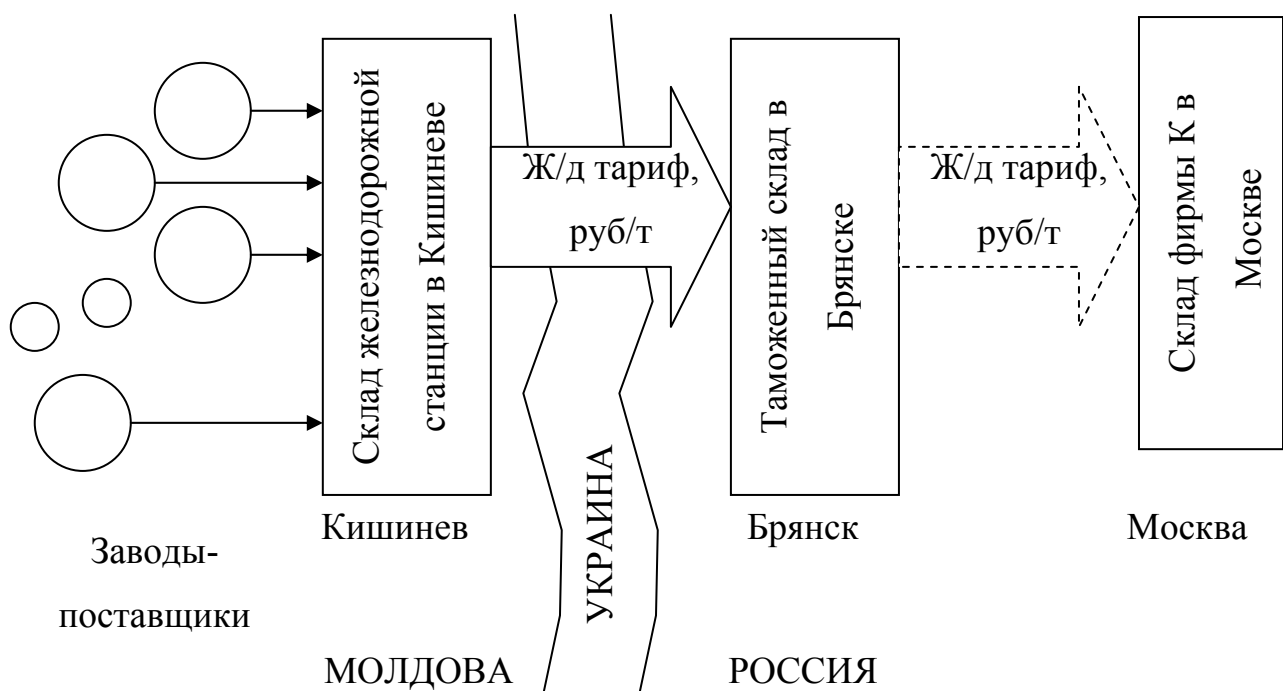 Склад железнодорожной
станции в Кишиневе
Ж/д тариф,
руб/т
Таможенный склад в
Брянске
Ж/д тариф,
руб/т
Склад фирмы К в
Москве
УКРАИНА
Кишинев
Брянск
Москва
Заводы-
поставщики
МОЛДОВА
РОССИЯ